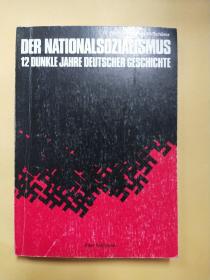 DER NATIONALSOZIALISMUS
12 DUNKLE JAHRE DEUTSCHER GESCHICHTE